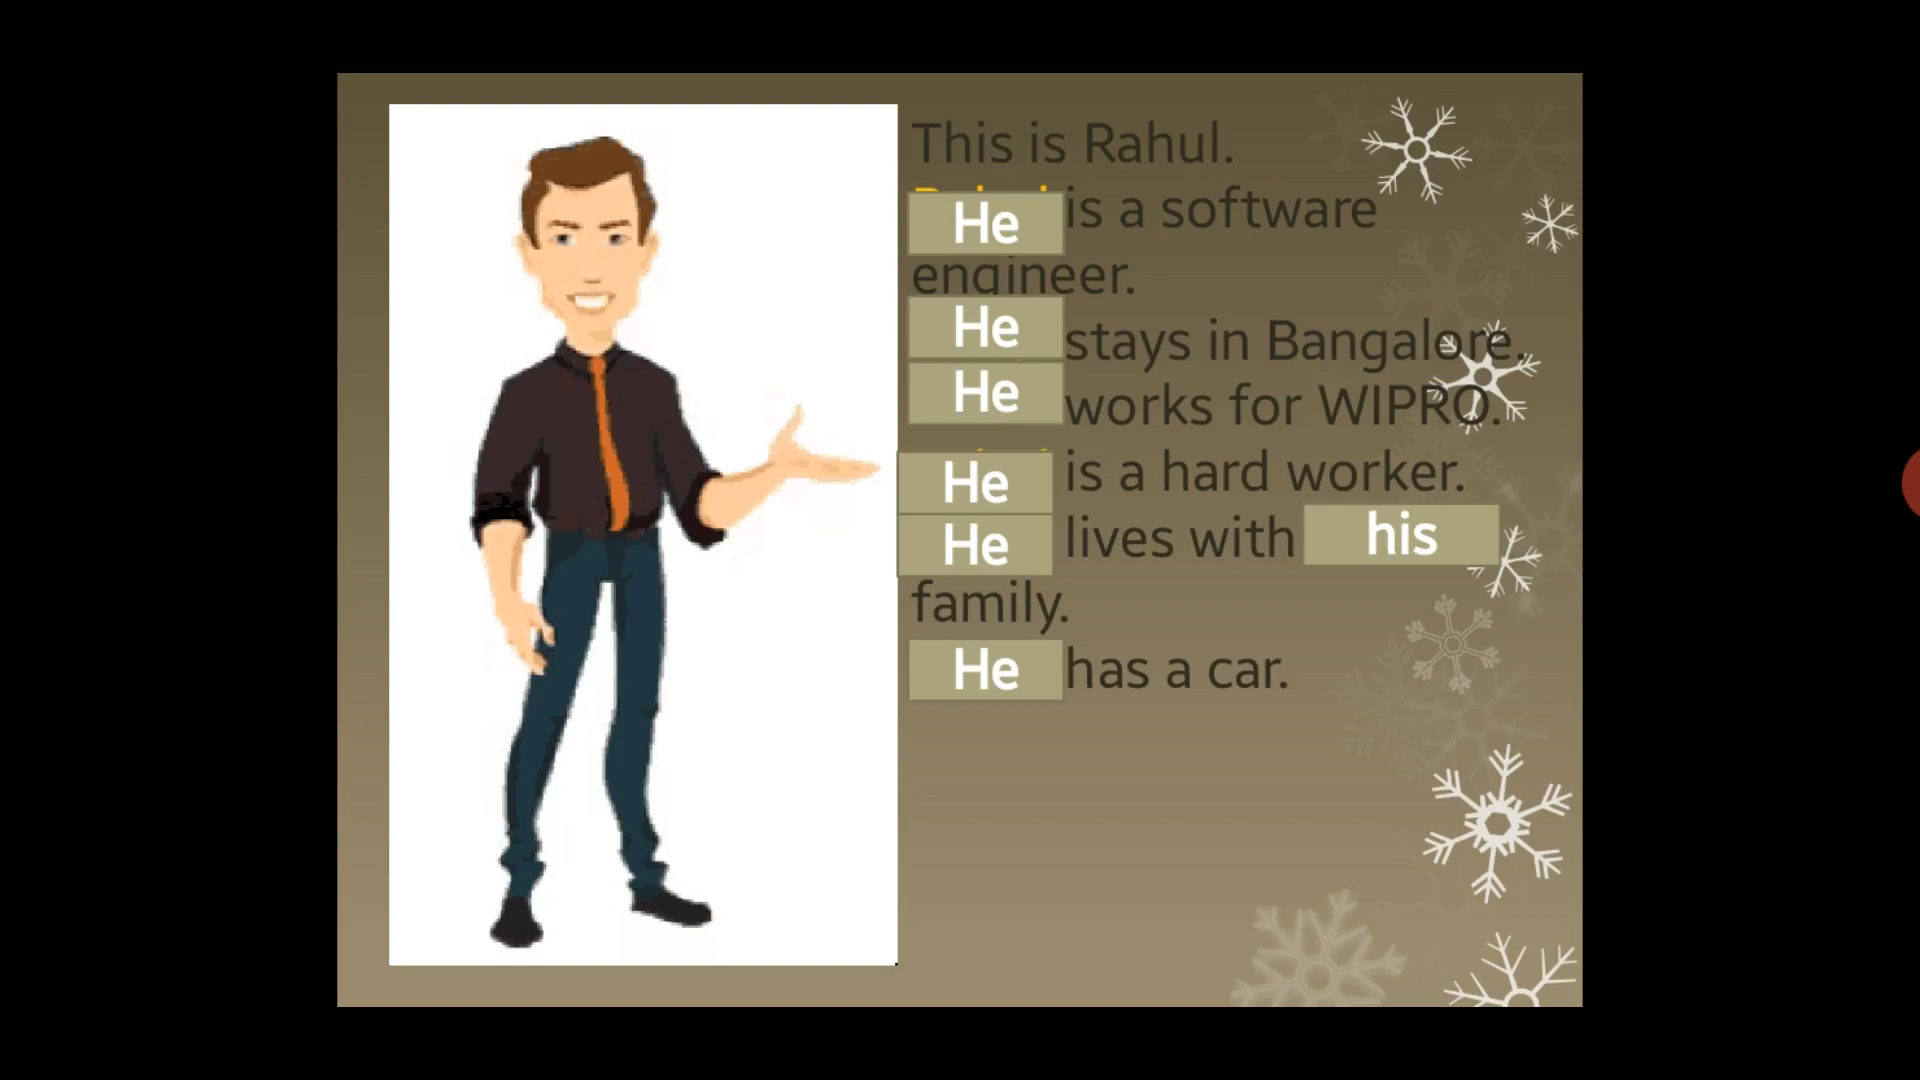 This is Rahul.
He is a software
engineer.
He stays in Bangalore.
He works for WIPRO.
He is a hard worker.
He lives with his
family.
He has a car.